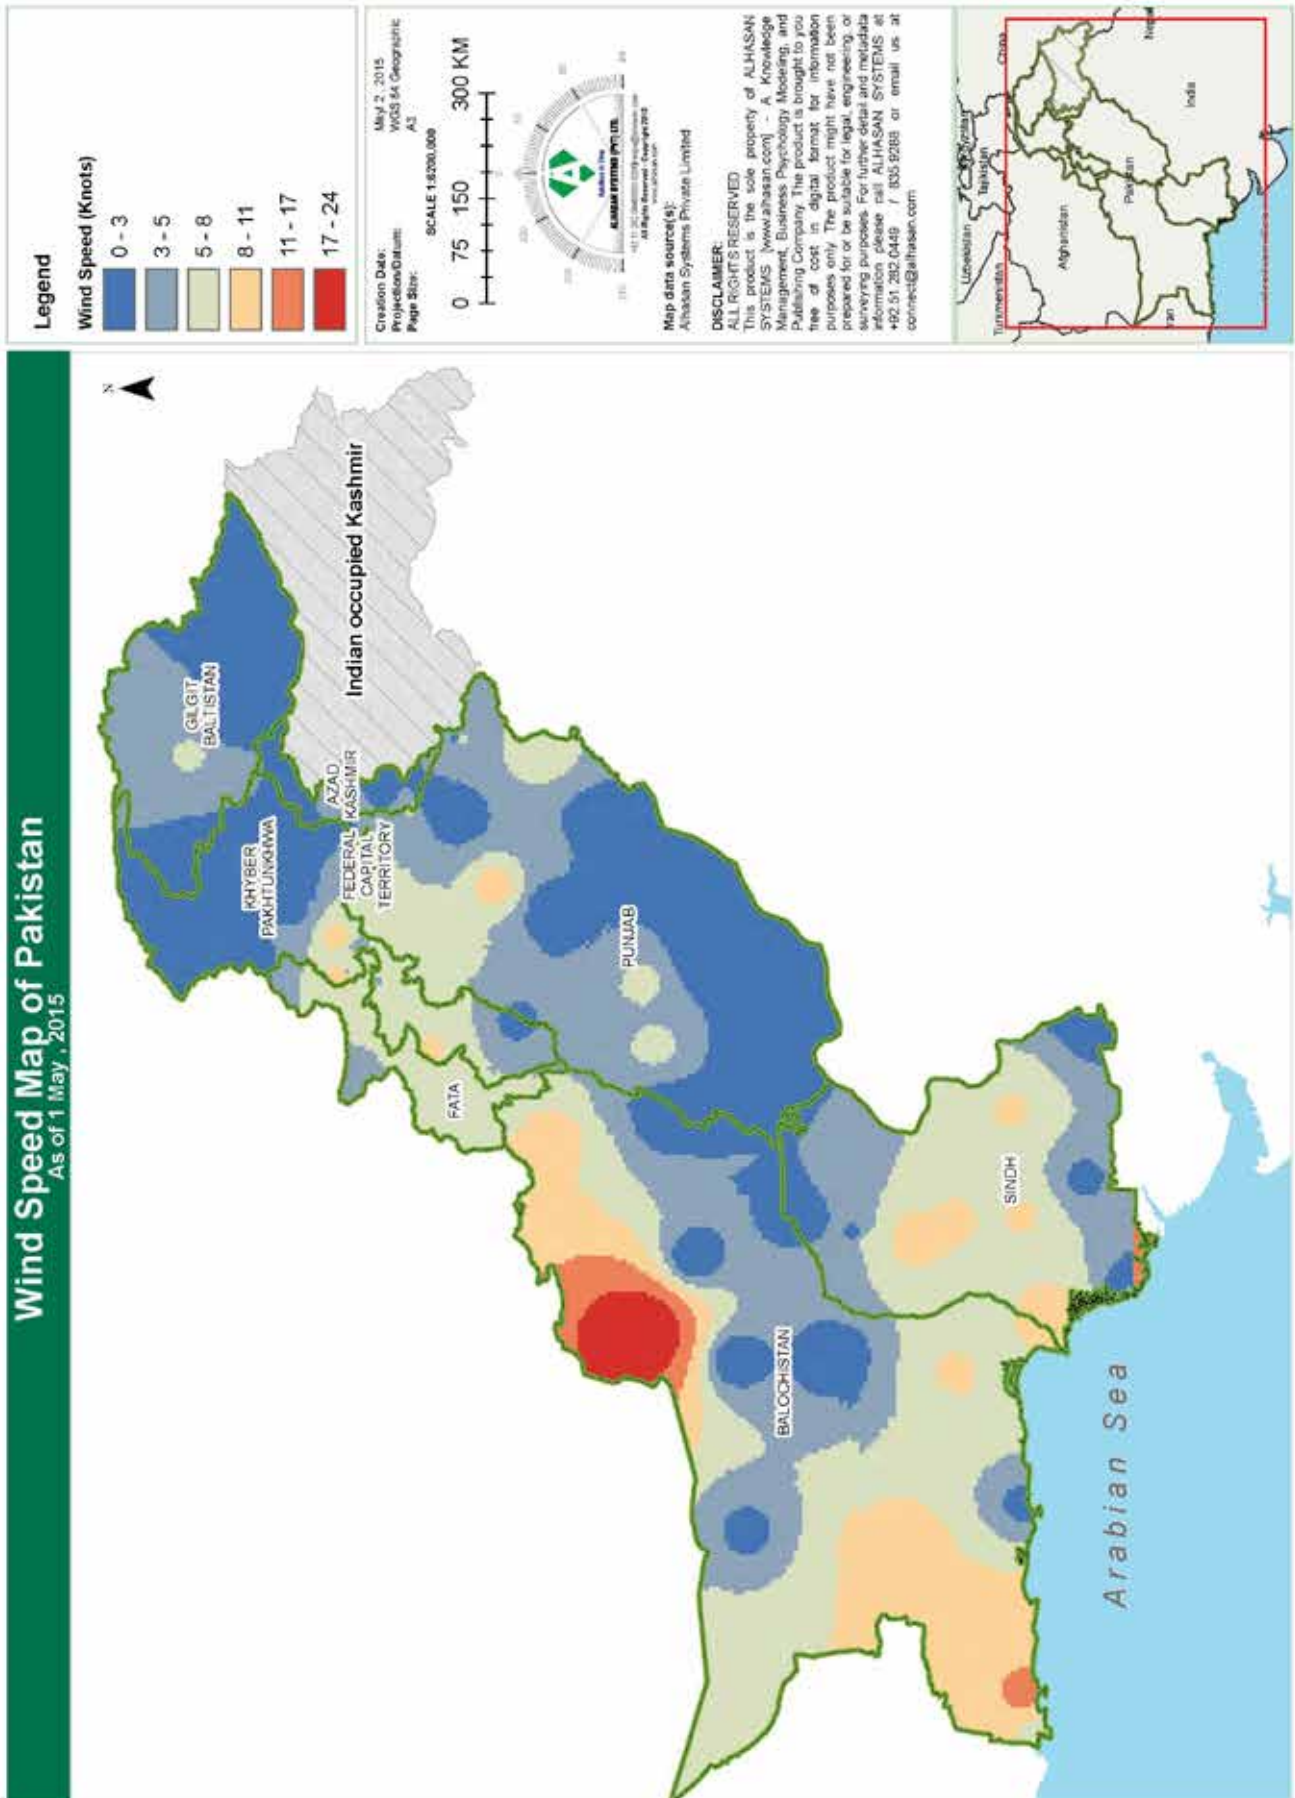 Wind Speed Map of Pakistan
As of 1 May, 2015
N
GILGIT
BALTISTAN
KHYBER
PAKHTUNKHWA
AZAD
KASHMIR
FEDERAL
CAPITAL
TERRITORY
Indian occupied Kashmir
FATA
PUNJAB
BALOCHISTAN
SINDH
Arabian Sea
Legend
Wind Speed (Knots)
0 - 3
3 - 5
5 - 8
8 - 11
11 - 17
17 - 24
Creation Date: 2, 2015
Projection/Datum: WGS 84 Geographic
Page Size: A3
SCALE 1:6200,000
0 75 150 300 KM
ALHASAN SYSTEMS (PVT) LTD.
Map data source(s):
Alhasan Systems Private Limited
DISCLAIMER:
ALL RIGHTS RESERVED
This product is the sole property of ALHASAN
SYSTEMS [www.alhasan.com] - A Knowledge
Management, Business Psychology Modeling, and
Publishing Company. The product is brought to you
free of cost in digital format for information
purposes only. The product might have not been
prepared for or be suitable for legal, engineering, or
surveying purposes. For further detail and metadata
information please call ALHASAN SYSTEMS at
+92.51.282.0449 / 835.9288 or email us at
connect@alhasan.com
Uzbekistan
Tajikistan
Turkmenistan
China
Afghanistan
Pakistan
Iran
India
Nepal